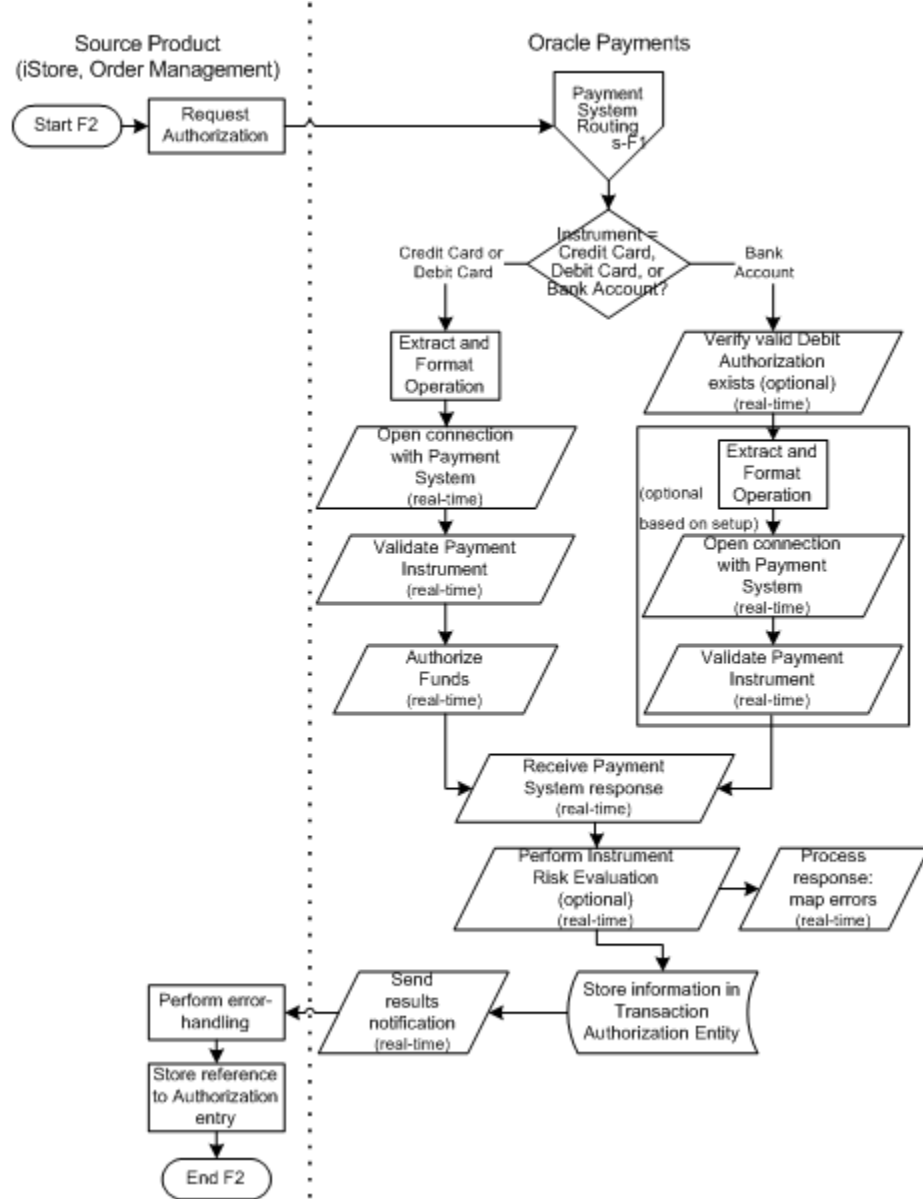 Source Product
(iStore, Order Management)
Oracle Payments
Start F2
Request
Authorization
Payment
System
Routing
s-F1
Instrument =
Credit Card,
Debit Card, or
Bank Account?
Credit Card or
Debit Card
Bank
Account
Extract and
Format
Operation
Verify valid Debit
Authorization
exists (optional)
(real-time)
Open connection
with Payment
System
(real-time)
Extract and
Format
Operation
(optional
based on setup)
Validate Payment
Instrument
(real-time)
Open connection
with Payment
System
(real-time)
Authorize
Funds
(real-time)
Validate Payment
Instrument
(real-time)
Receive Payment
System response
(real-time)
Perform Instrument
Risk Evaluation
(optional)
(real-time)
Process
response:
map errors
(real-time)
Perform error-
handling
Send
results
notification
(real-time)
Store information in
Transaction
Authorization Entity
Store reference
to Authorization
entry
End F2